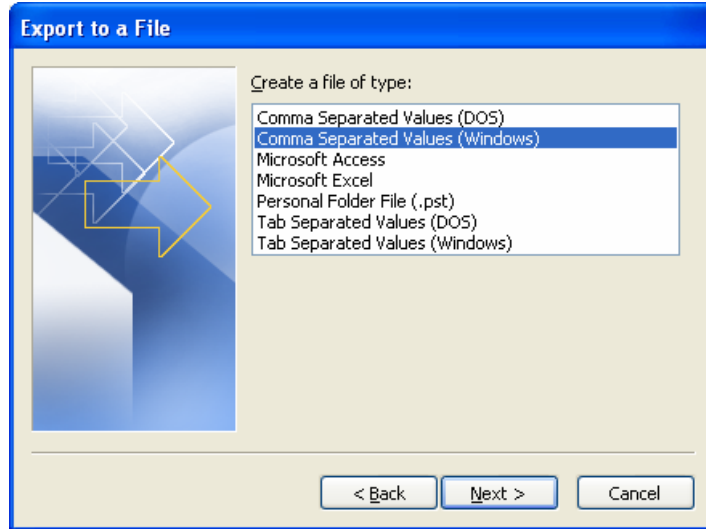 Export to a File
Create a file of type:
Comma Separated Values (DOS)
Comma Separated Values (Windows)
Microsoft Access
Microsoft Excel
Personal Folder File (.pst)
Tab Separated Values (DOS)
Tab Separated Values (Windows)
< Back Next > Cancel